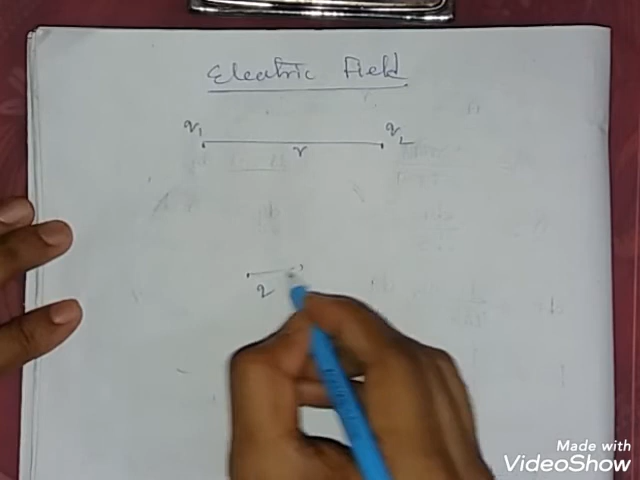 Electric Field
q₁ q₂
r
q
Made with
VideoShow